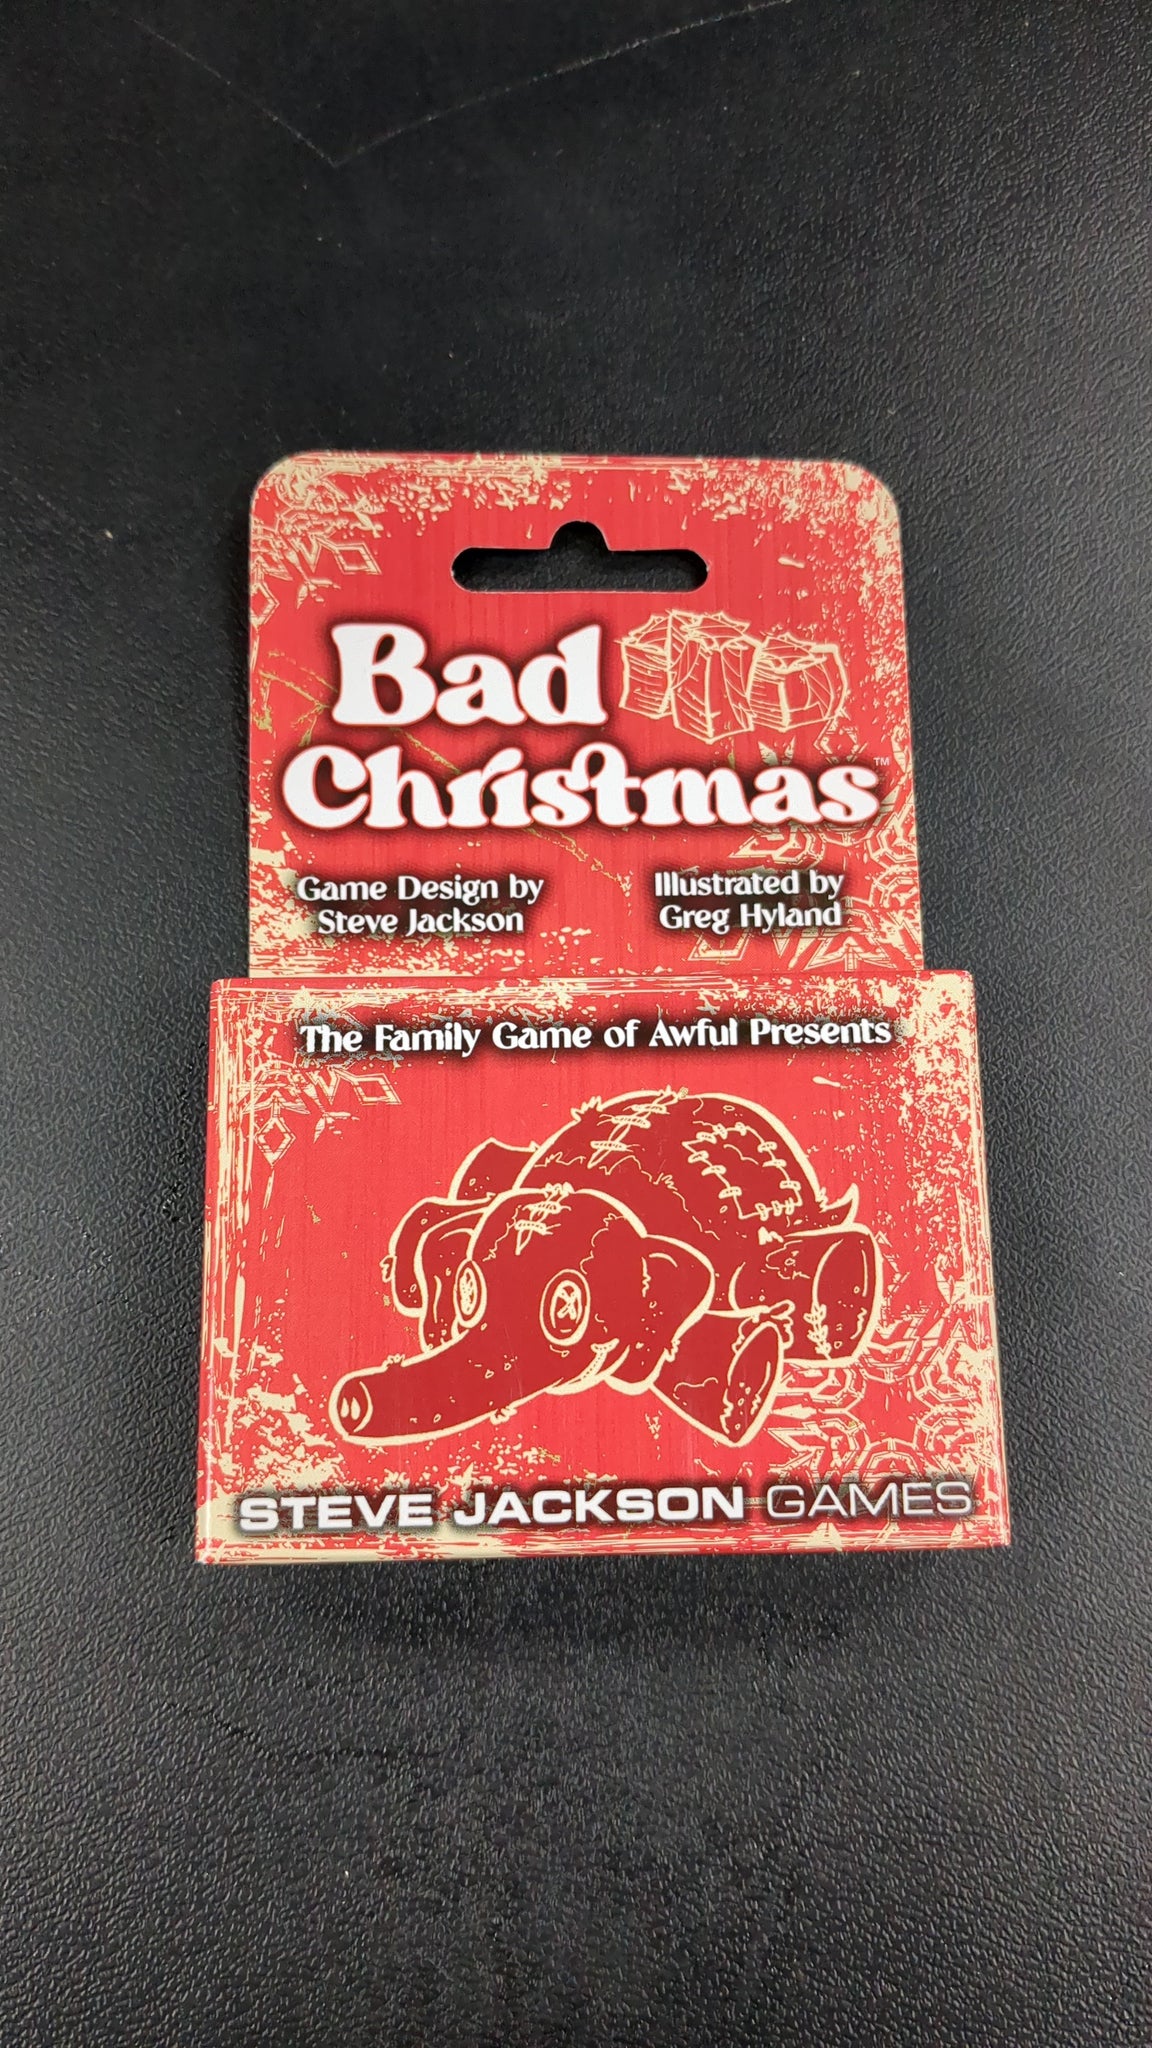 Bad
Christmas™
Game Design by
Steve Jackson
Illustrated by
Greg Hyland
The Family Game of Awful Presents
STEVE JACKSON GAMES